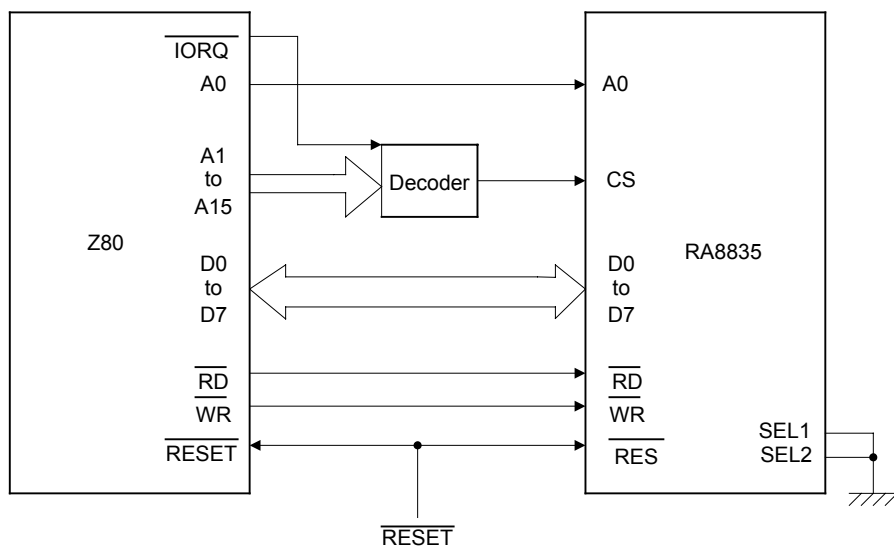 IORQ
A0
A0
A1
to
A15
Decoder
CS
Z80
RA8835
D0
to
D7
D0
to
D7
RD
RD
WR
WR
RESET
RES
SEL1
SEL2
RESET